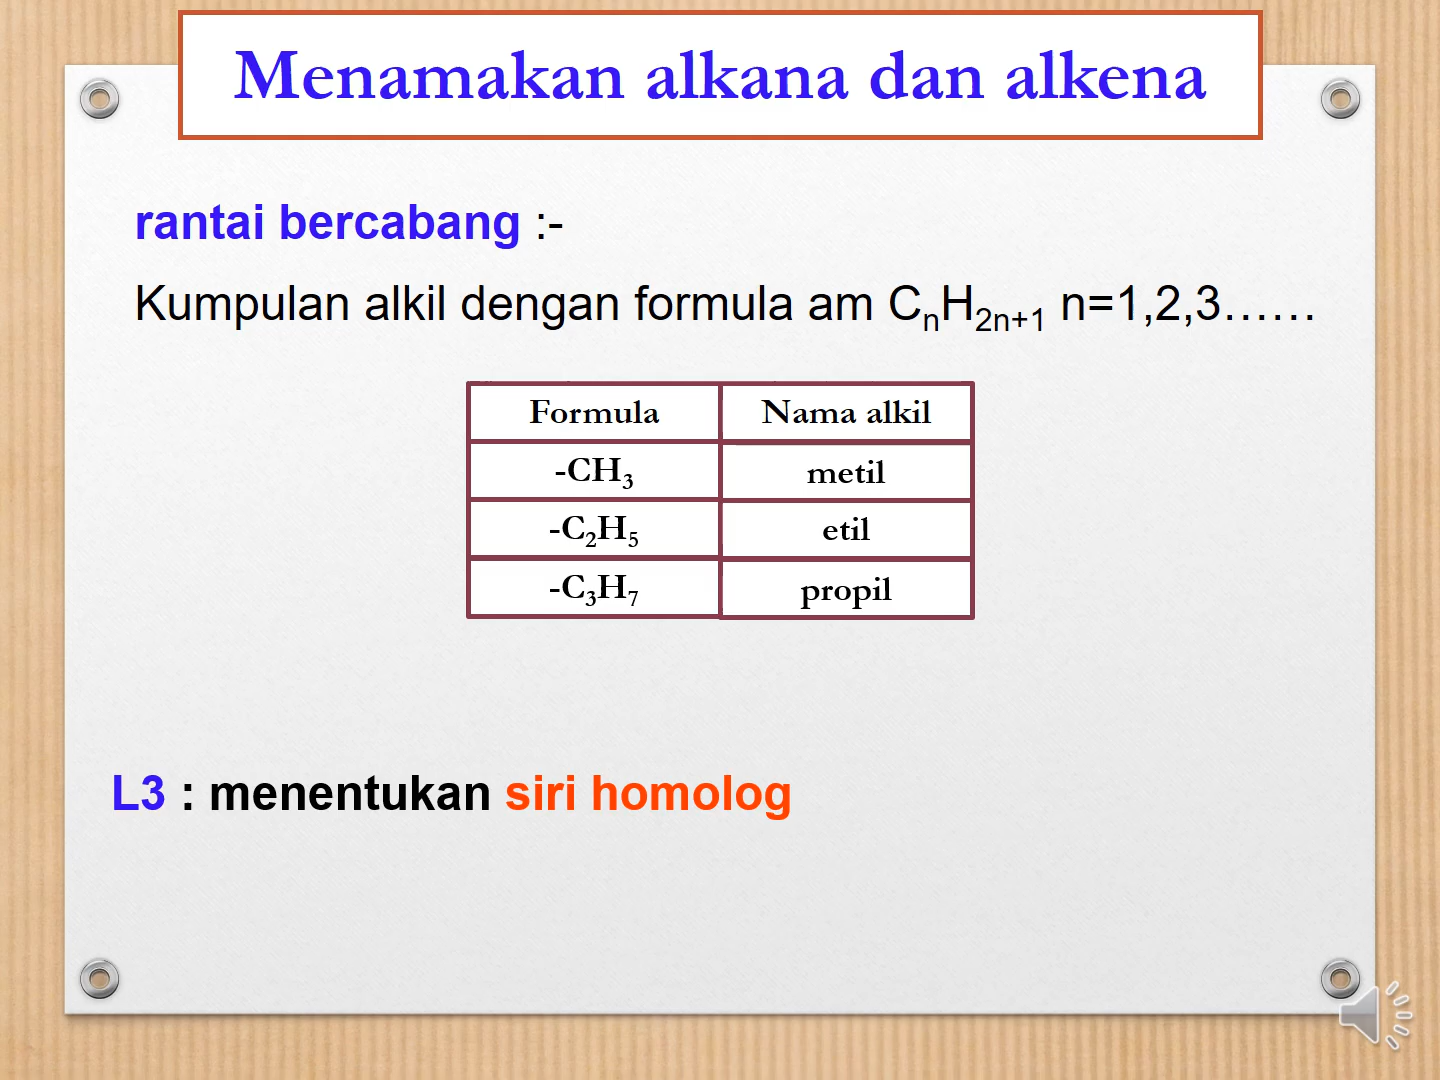 Menamakan alkana dan alkena
rantai bercabang :-
Kumpulan alkil dengan formula am CₙH₂ₙ₊₁ n=1,2,3……
Formula Nama alkil
-CH₃ metil
-C₂H₅ etil
-C₃H₇ propil
L3 : menentukan siri homolog